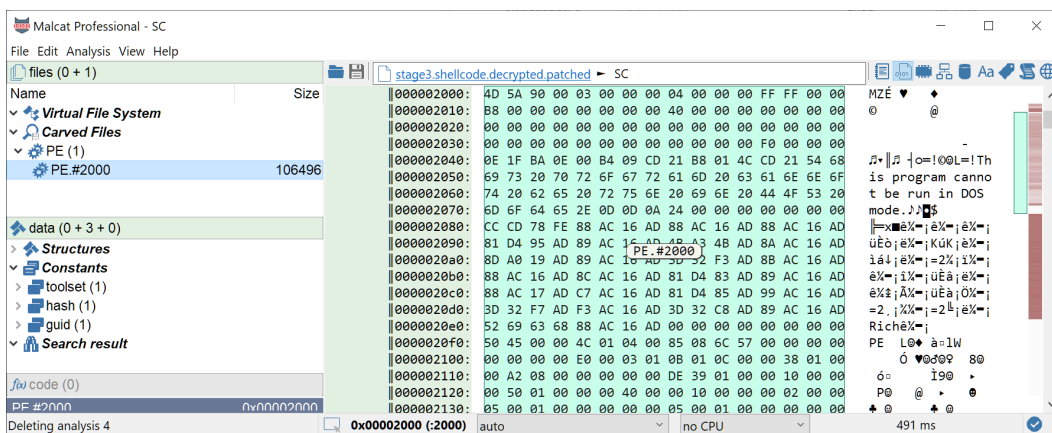 Malcat Professional - SC
File Edit Analysis View Help
files (0 + 1)
stage3.shellcode.decrypted.patched ► SC
Name Size
Virtual File System
Carved Files
PE (1)
PE.#2000 106496
data (0 + 3 + 0)
Structures
Constants
toolset (1)
hash (1)
guid (1)
Search result
f(x) code (0)
PE.#2000 0x00002000
000002000: 4D 5A 90 00 03 00 00 00 04 00 00 00 FF FF 00 00
000002010: B8 00 00 00 00 00 00 00 40 00 00 00 00 00 00 00
000002020: 00 00 00 00 00 00 00 00 00 00 00 00 00 00 00 00
000002030: 00 00 00 00 00 00 00 00 00 00 00 00 F0 00 00 00
000002040: 0E 1F BA 0E 00 B4 09 CD 21 B8 01 4C CD 21 54 68
000002050: 69 73 20 70 72 6F 67 72 61 6D 20 63 61 6E 6E 6F
000002060: 74 20 62 65 20 72 75 6E 20 69 6E 20 44 4F 53 20
000002070: 6D 6F 64 65 2E 0D 0D 0A 24 00 00 00 00 00 00 00
000002080: CC CD 78 FE 88 AC 16 AD 88 AC 16 AD 88 AC 16 AD
000002090: 81 D4 95 AD 89 AC 16 AD 4B A3 4B AD 8A AC 16 AD
0000020a0: 8D A0 19 AD 89 AC 16 AD 3D 32 F3 AD 8B AC 16 AD
PE.#2000
0000020b0: 88 AC 16 AD 8C AC 16 AD 81 D4 83 AD 89 AC 16 AD
0000020c0: 88 AC 17 AD C7 AC 16 AD 81 D4 85 AD 99 AC 16 AD
0000020d0: 3D 32 F7 AD F3 AC 16 AD 3D 32 C8 AD 89 AC 16 AD
0000020e0: 52 69 63 68 88 AC 16 AD 00 00 00 00 00 00 00 00
0000020f0: 50 45 00 00 4C 01 04 00 85 08 6C 57 00 00 00 00
000002100: 00 00 00 00 E0 00 03 01 0B 01 0C 00 00 38 01 00
000002110: 00 A2 08 00 00 00 00 00 DE 39 01 00 00 10 00 00
000002120: 00 50 01 00 00 00 40 00 00 10 00 00 00 02 00 00
000002130: 05 00 01 00 00 00 00 00 05 00 01 00 00 00 00 00
MZÉ ♥ ♦
@
Th
is program canno
t be run in DOS
mode.♪♪◙$
Rich
PE L
Deleting analysis 4
0x00002000 (:2000) auto no CPU 491 ms